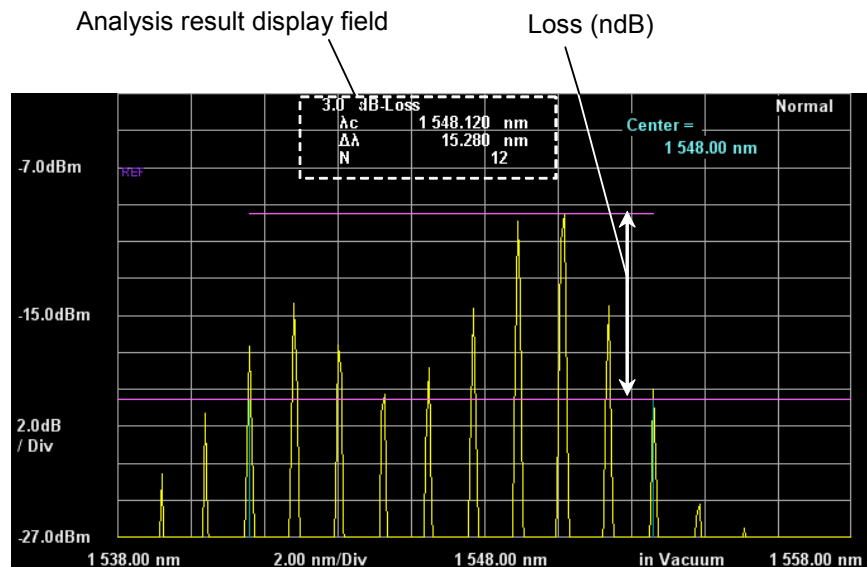 Analysis result display field
Loss (ndB)
3.0 dB-Loss
λc 1 548.120 nm
Δλ 15.280 nm
N 12
Normal
Center =
1 548.00 nm
-7.0dBm
REF
-15.0dBm
2.0dB
/ Div
-27.0dBm
1 538.00 nm 2.00 nm/Div 1 548.00 nm in Vacuum 1 558.00 nm